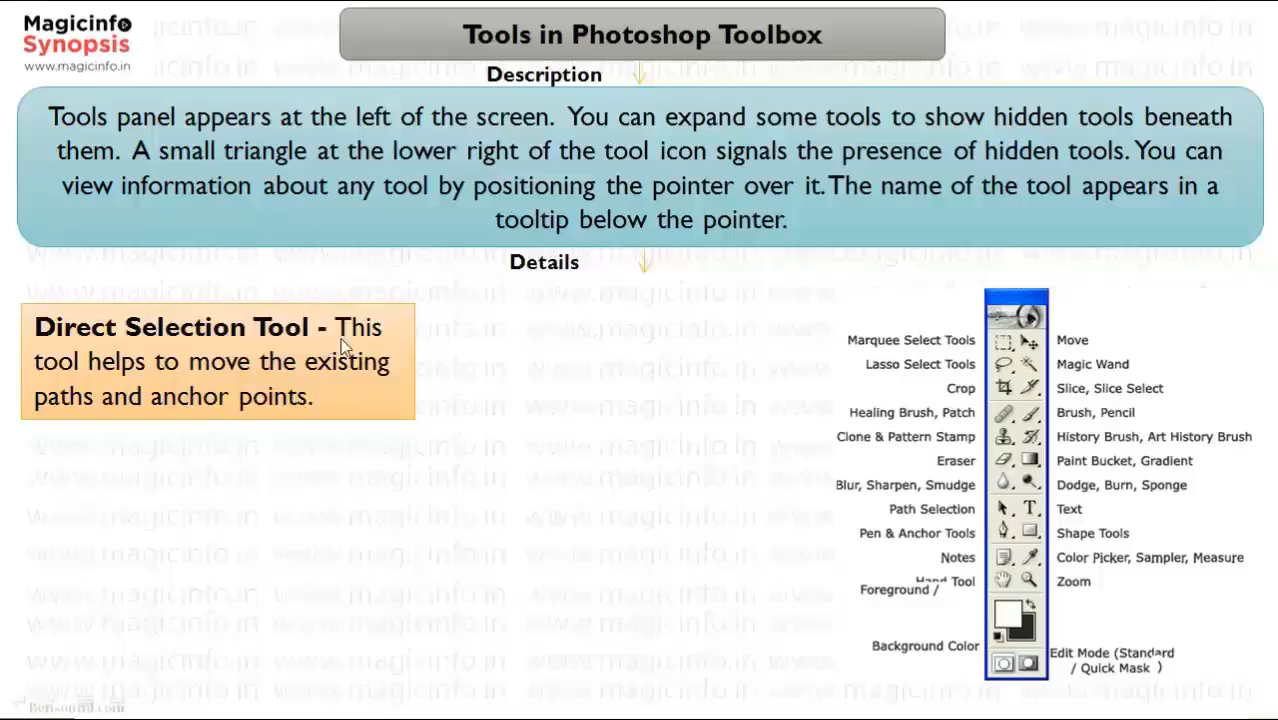 Magicinfo
Synopsis
www.magicinfo.in
Tools in Photoshop Toolbox
Description
Tools panel appears at the left of the screen. You can expand some tools to show hidden tools beneath
them. A small triangle at the lower right of the tool icon signals the presence of hidden tools. You can
view information about any tool by positioning the pointer over it. The name of the tool appears in a
tooltip below the pointer.
Details
Direct Selection Tool - This
tool helps to move the existing
paths and anchor points.
Marquee Select Tools
Move
Lasso Select Tools
Magic Wand
Crop
Slice, Slice Select
Healing Brush, Patch
Brush, Pencil
Clone & Pattern Stamp
History Brush, Art History Brush
Eraser
Paint Bucket, Gradient
Blur, Sharpen, Smudge
Dodge, Burn, Sponge
Path Selection
Text
Pen & Anchor Tools
Shape Tools
Notes
Color Picker, Sampler, Measure
Hand Tool
Zoom
Foreground /
Background Color
Edit Mode (Standard
/ Quick Mask )
Bensound.com